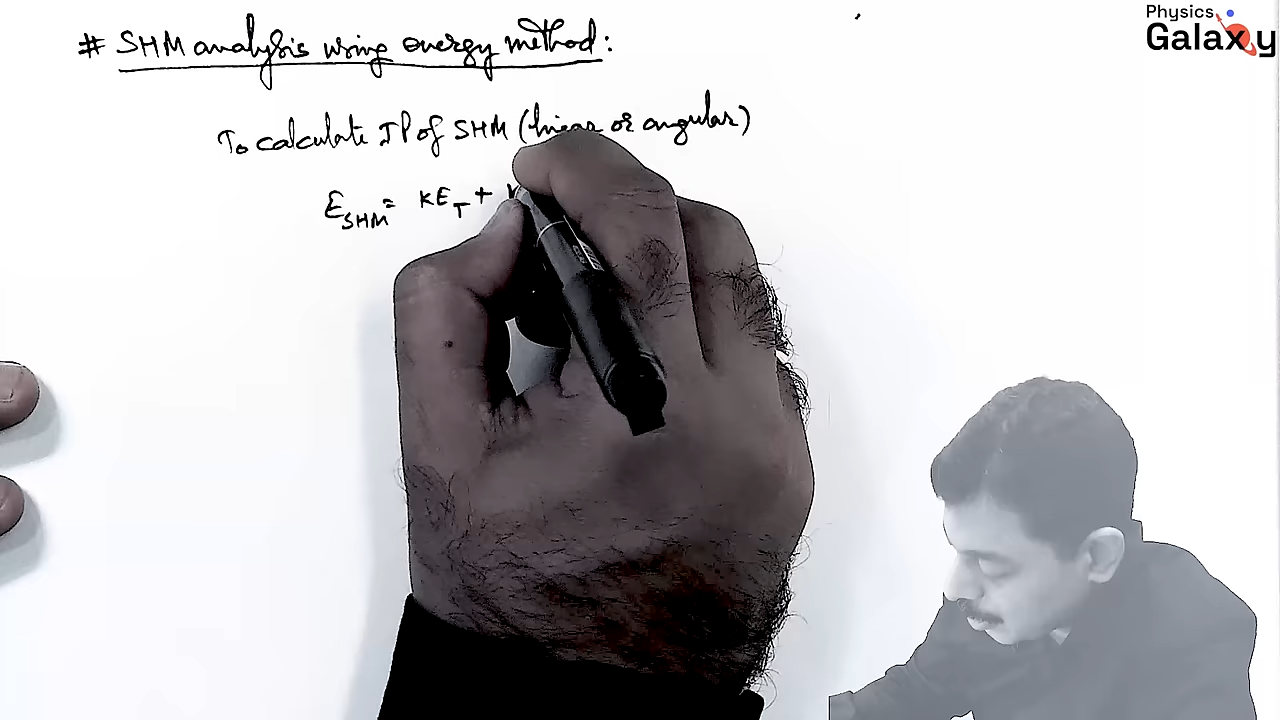 Physics
Galaxy
# SHM analysis using energy method:
To calculate TP of SHM (linear or angular)
E_SHM = KE_T +